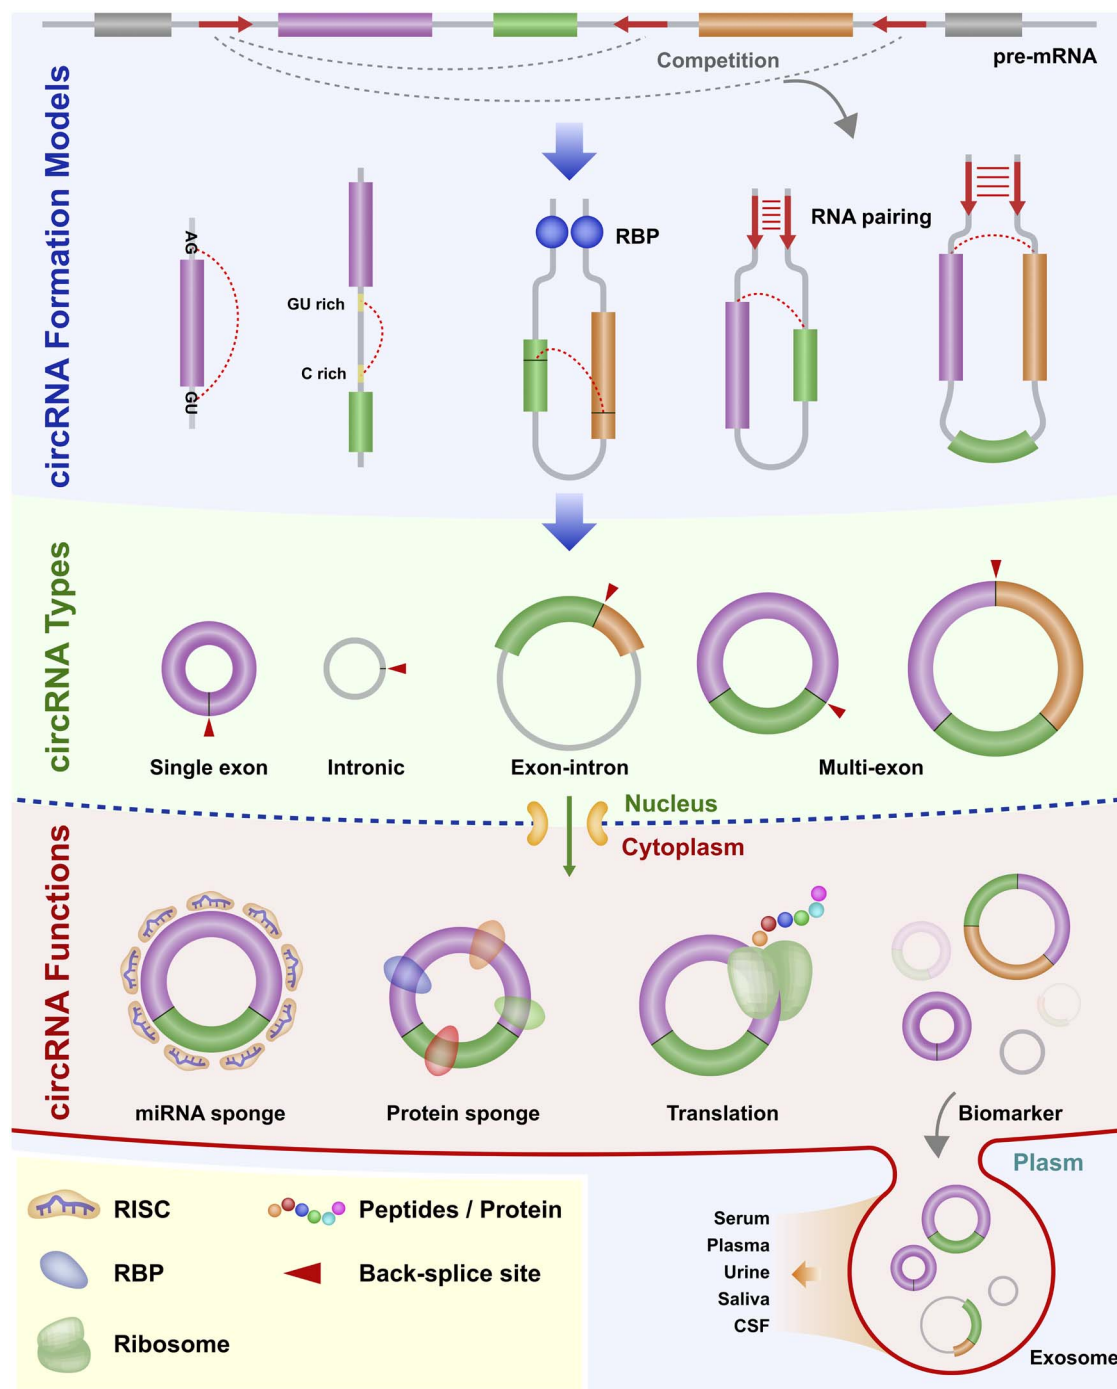 Competition
pre-mRNA
circRNA Formation Models
AG
GU
GU rich
C rich
RBP
RNA pairing
circRNA Types
Single exon
Intronic
Exon-intron
Multi-exon
Nucleus
Cytoplasm
circRNA Functions
miRNA sponge
Protein sponge
Translation
Biomarker
Plasm
RISC
Peptides / Protein
RBP
Back-splice site
Ribosome
Serum
Plasma
Urine
Saliva
CSF
Exosome